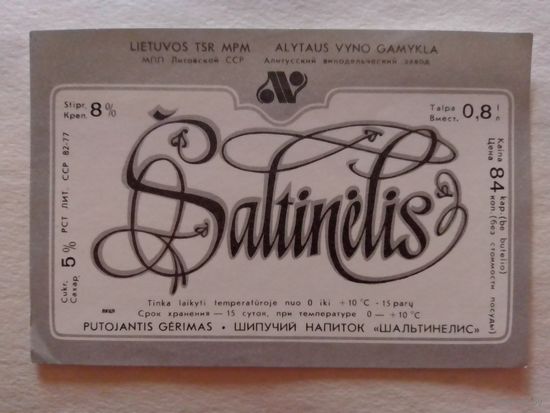 LIETUVOS TSR MPM ALYTAUS VYNO GAMYKLA
МПП Литовской ССР Алитусский винодельческий завод
Stipr. 8%
Креп.
Talpa 0,8 l
Вмест. л
РСТ ЛИТ. ССР 82-77
Cukr. 5%
Сахар
Šaltinėlis
Kaina 84 kap. (be butelio)
Цена коп. (без стоимости посуды)
Tinka laikyti temperatūroje nuo 0 iki +10°C - 15 parų
Срок хранения — 15 суток, при температуре 0 — +10°C
PUTOJANTIS GĖRIMAS • ШИПУЧИЙ НАПИТОК «ШАЛЬТИНЕЛИС»